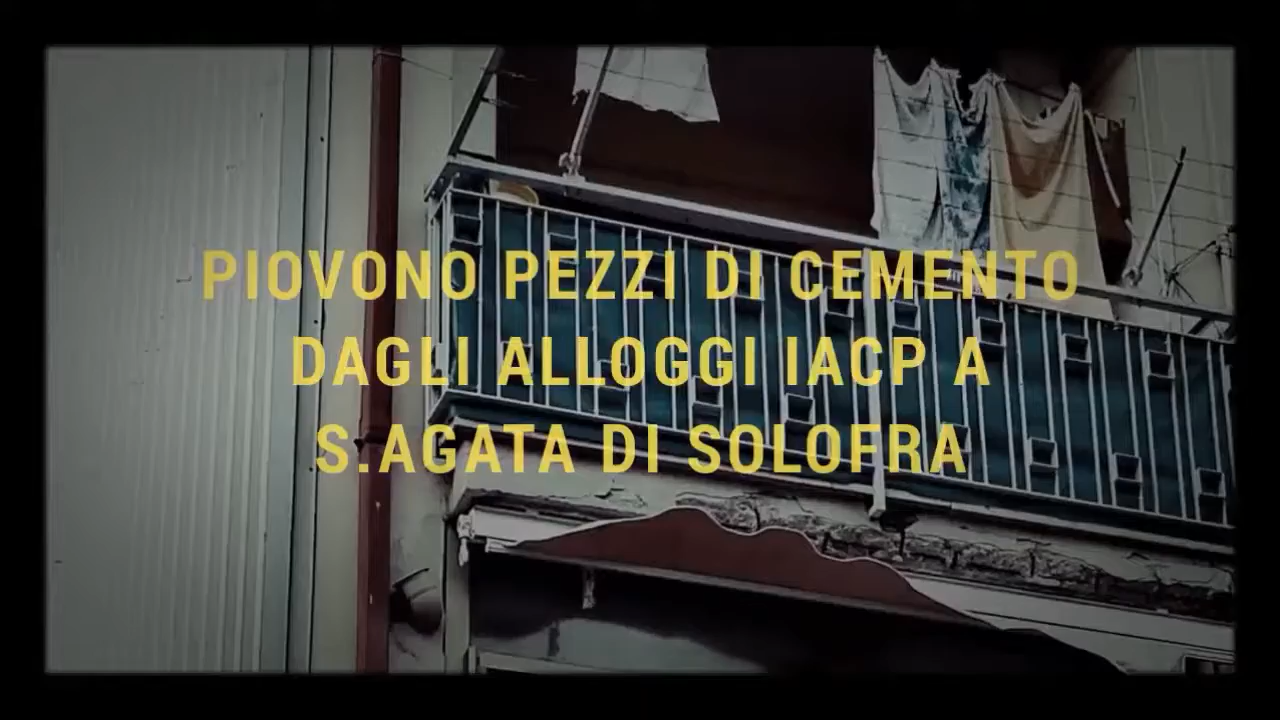 PIOVONO PEZZI DI CEMENTO
DAGLI ALLOGGI IACP A
S.AGATA DI SOLOFRA